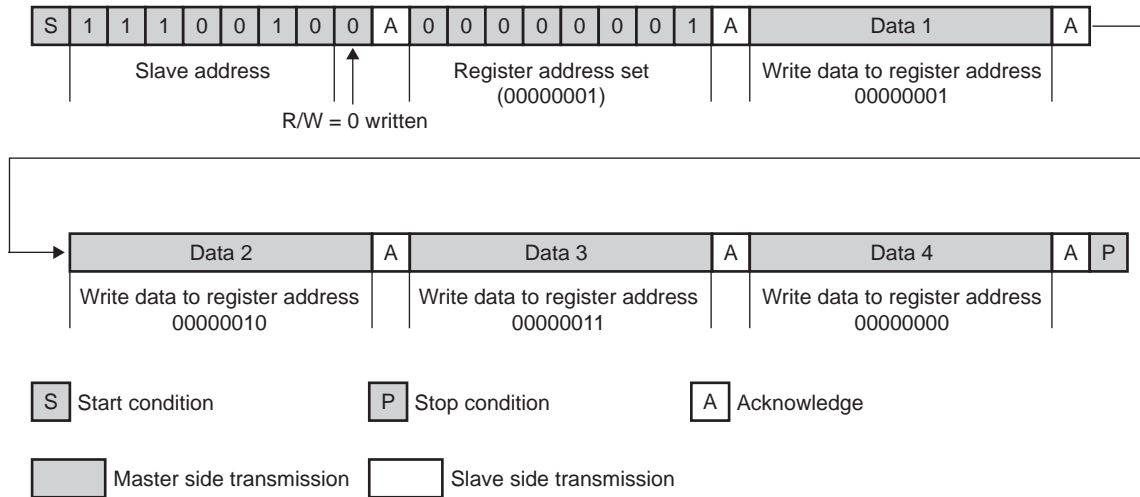 S 1 1 1 0 0 1 0 0 A 0 0 0 0 0 0 0 1 A Data 1 A
Slave address
Register address set
(00000001)
Write data to register address
00000001
R/W = 0 written
Data 2 A Data 3 A Data 4 A P
Write data to register address
00000010
Write data to register address
00000011
Write data to register address
00000000
S Start condition
P Stop condition
A Acknowledge
Master side transmission
Slave side transmission